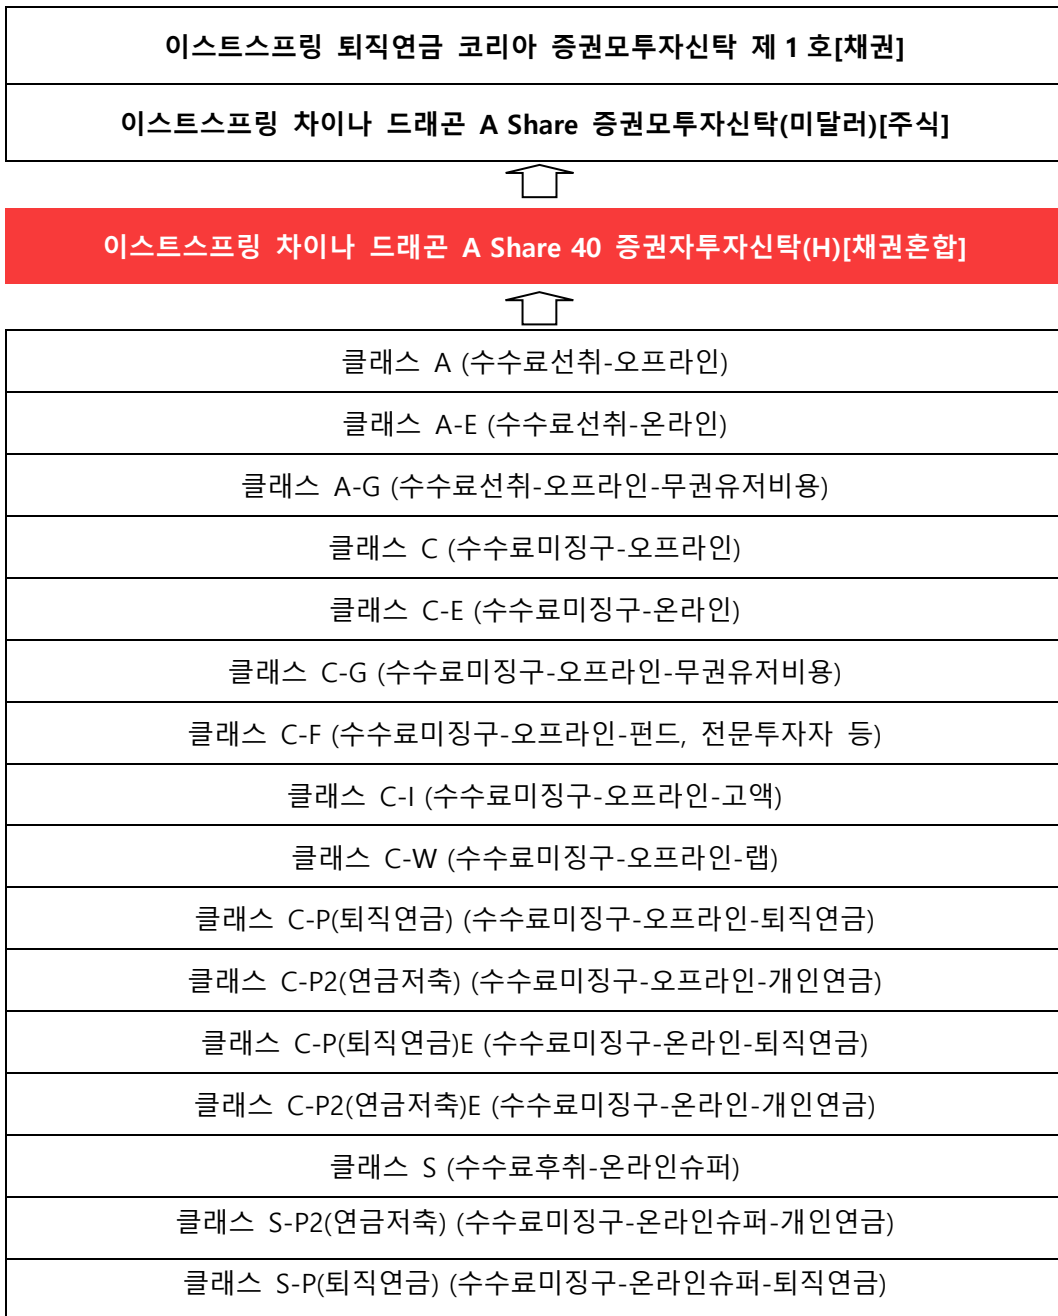 이스트스프링 퇴직연금 코리아 증권모투자신탁 제 1 호[채권]
이스트스프링 차이나 드래곤 A Share 증권모투자신탁(미달러)[주식]
이스트스프링 차이나 드래곤 A Share 40 증권자투자신탁(H)[채권혼합]
클래스 A (수수료선취-오프라인)
클래스 A-E (수수료선취-온라인)
클래스 A-G (수수료선취-오프라인-무권유저비용)
클래스 C (수수료미징구-오프라인)
클래스 C-E (수수료미징구-온라인)
클래스 C-G (수수료미징구-오프라인-무권유저비용)
클래스 C-F (수수료미징구-오프라인-펀드, 전문투자자 등)
클래스 C-I (수수료미징구-오프라인-고액)
클래스 C-W (수수료미징구-오프라인-랩)
클래스 C-P(퇴직연금) (수수료미징구-오프라인-퇴직연금)
클래스 C-P2(연금저축) (수수료미징구-오프라인-개인연금)
클래스 C-P(퇴직연금)E (수수료미징구-온라인-퇴직연금)
클래스 C-P2(연금저축)E (수수료미징구-온라인-개인연금)
클래스 S (수수료후취-온라인슈퍼)
클래스 S-P2(연금저축) (수수료미징구-온라인슈퍼-개인연금)
클래스 S-P(퇴직연금) (수수료미징구-온라인슈퍼-퇴직연금)